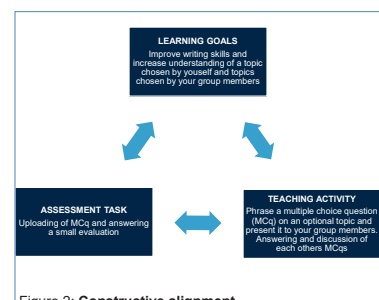 LEARNING GOALS
Improve writing skills and
increase understanding of a topic
chosen by youself and topics
chosen by your group members
ASSESSMENT TASK
Uploading of MCq and answering
a small evaluation
TEACHING ACTIVITY
Phrase a multiple choice question
(MCq) on an optional topic and
present it to your group members.
Answering and discussion of
each others MCQs
Figure 2: Constructive alignment